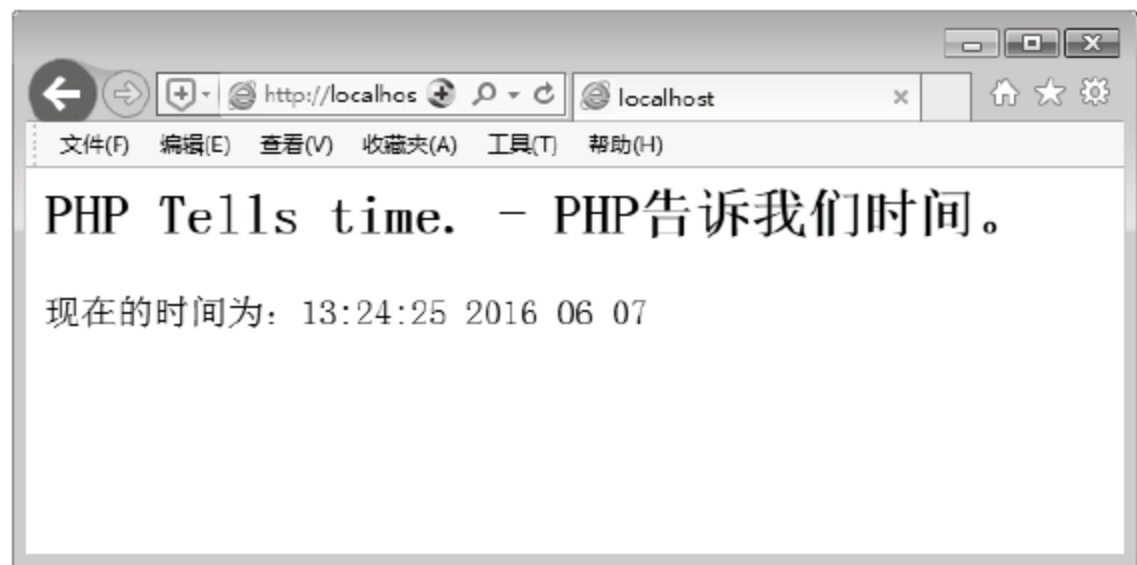 http://localhos
localhost
文件(F) 编辑(E) 查看(V) 收藏夹(A) 工具(T) 帮助(H)
PHP Tells time. - PHP告诉我们时间。
现在的时间为：13:24:25 2016 06 07